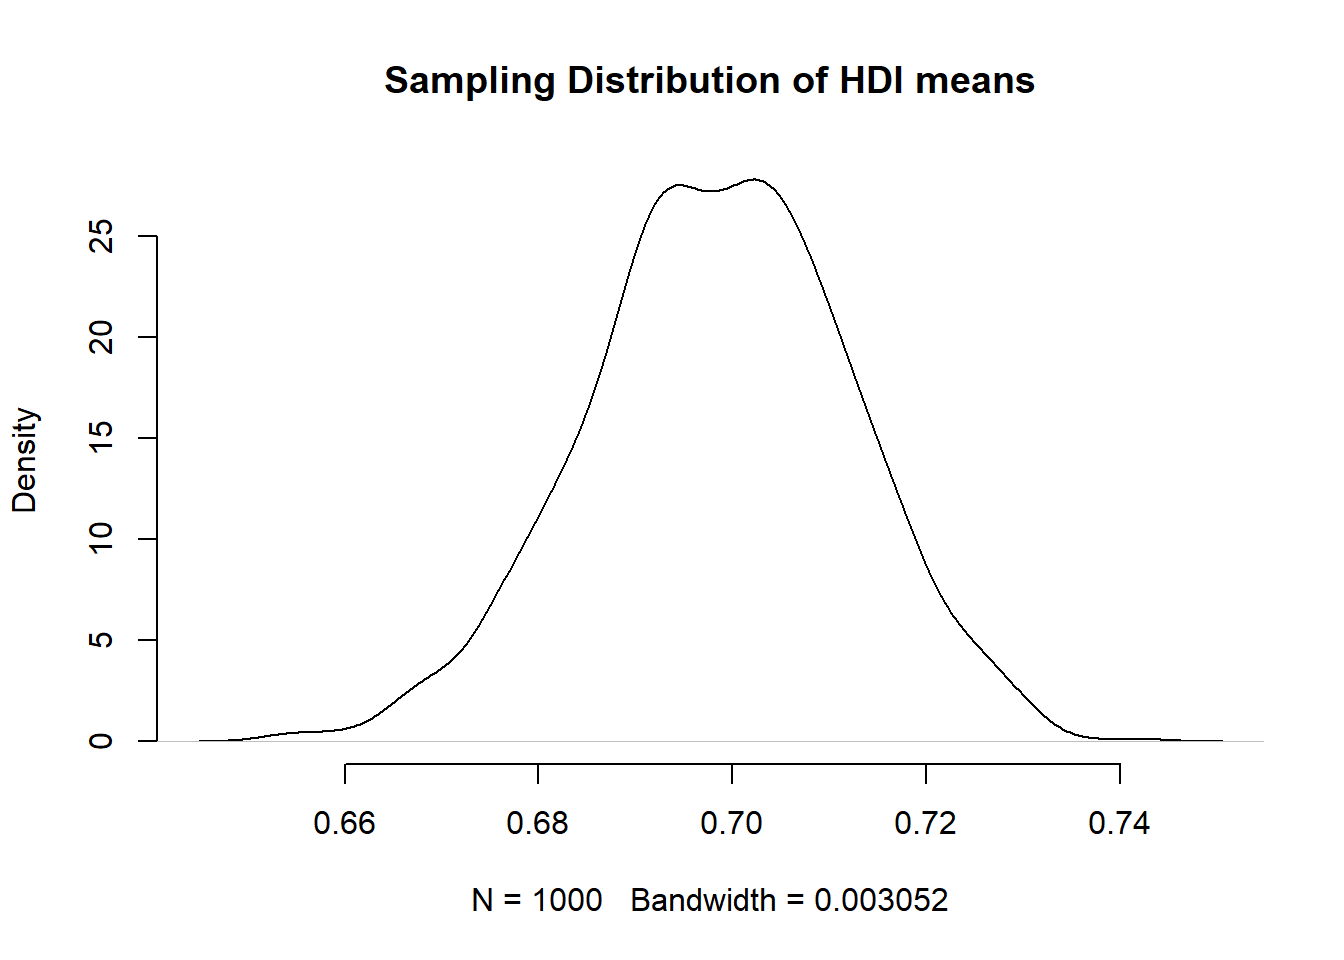 Sampling Distribution of HDI means
Density
25
20
15
10
5
0
0.66 0.68 0.70 0.72 0.74
N = 1000 Bandwidth = 0.003052